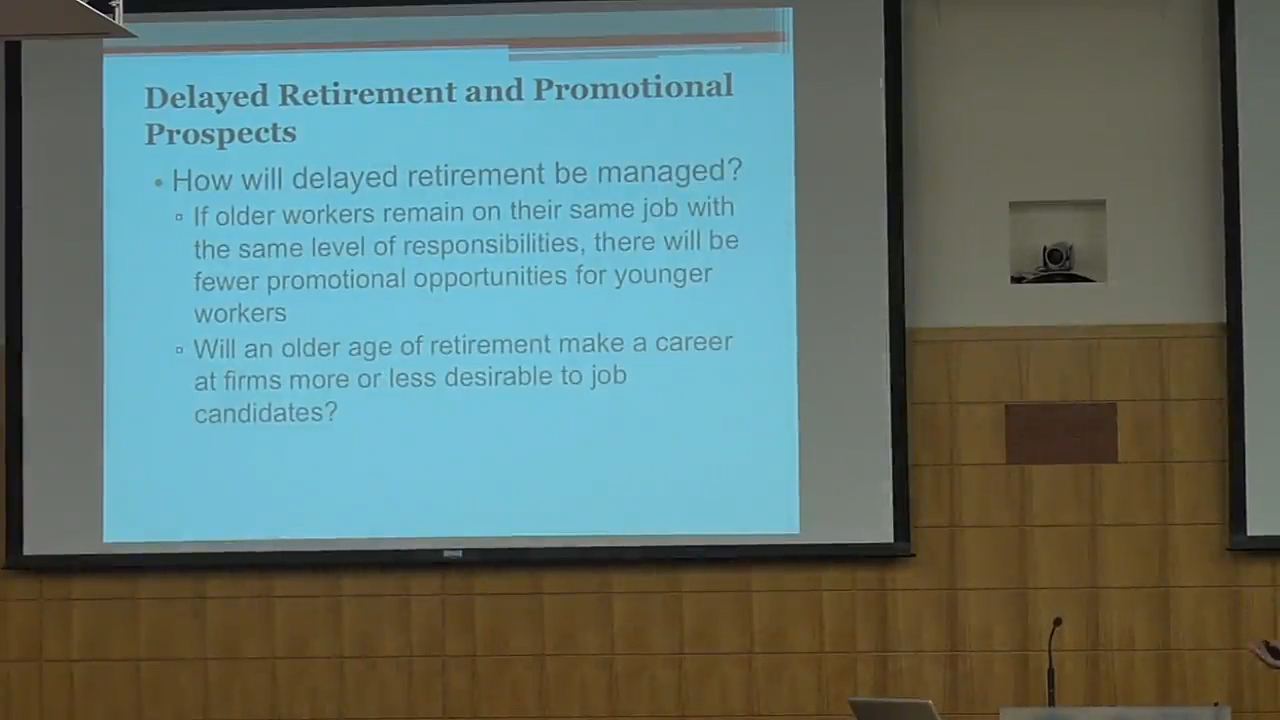 Delayed Retirement and Promotional
Prospects
• How will delayed retirement be managed?
▫ If older workers remain on their same job with
the same level of responsibilities, there will be
fewer promotional opportunities for younger
workers
▫ Will an older age of retirement make a career
at firms more or less desirable to job
candidates?